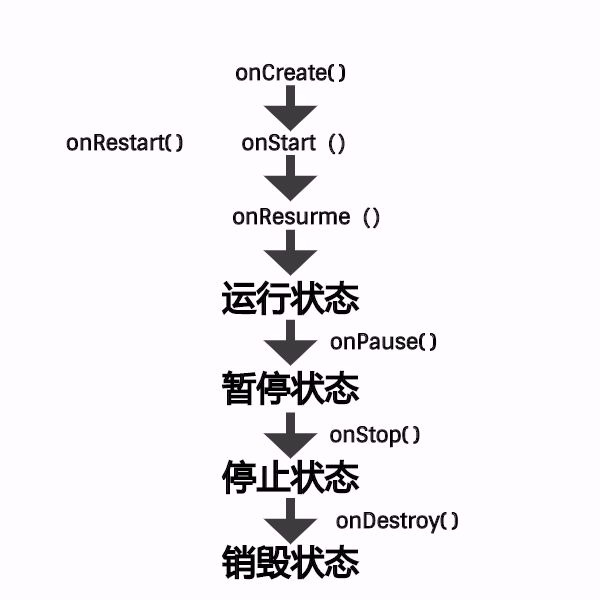 onCreate()
onRestart() onStart ()
onResurme ()
运行状态
onPause()
暂停状态
onStop()
停止状态
onDestroy()
销毁状态